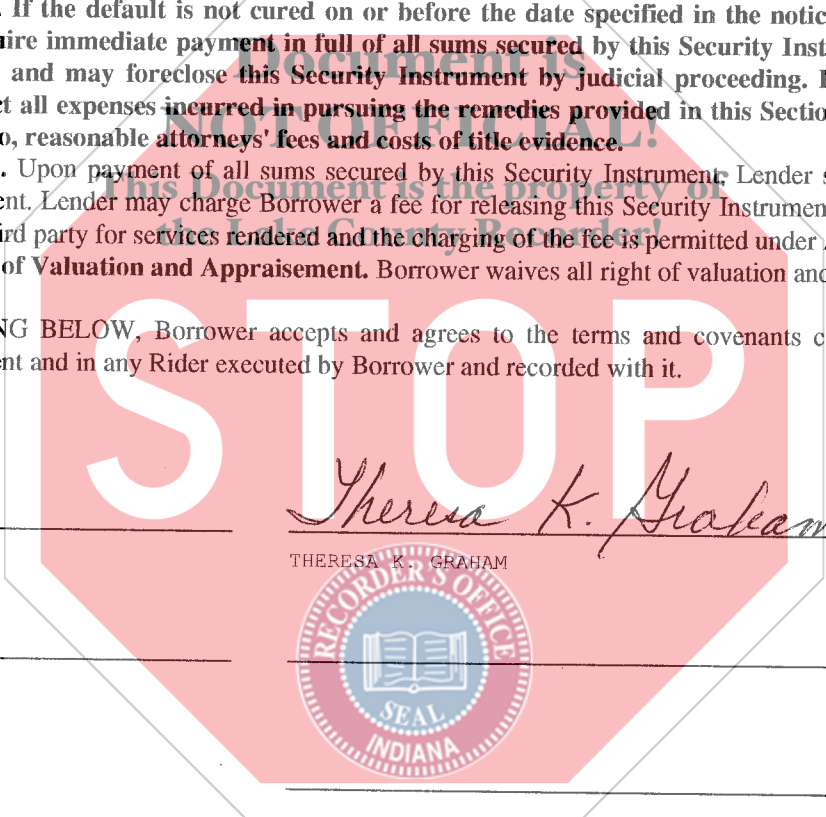 . If the default is not cured on or before the date specified in the notic
ire immediate payment in full of all sums secured by this Security Inst
and may foreclose this Security Instrument by judicial proceeding.
t all expenses incurred in pursuing the remedies provided in this Sectio
o, reasonable attorneys' fees and costs of title evidence.
. Upon payment of all sums secured by this Security Instrument, Lender s
ent. Lender may charge Borrower a fee for releasing this Security Instrumen
ird party for services rendered and the charging of the fee is permitted under
of Valuation and Appraisement. Borrower waives all right of valuation and
NG BELOW, Borrower accepts and agrees to the terms and covenants c
nt and in any Rider executed by Borrower and recorded with it.
Document is
NOT OFFICIAL!
This Document is the property of
the Lake County Recorder!
STOP
Theresa K. Graham
THERESA K. GRAHAM
RECORDER'S OFFICE
SEAL
INDIANA